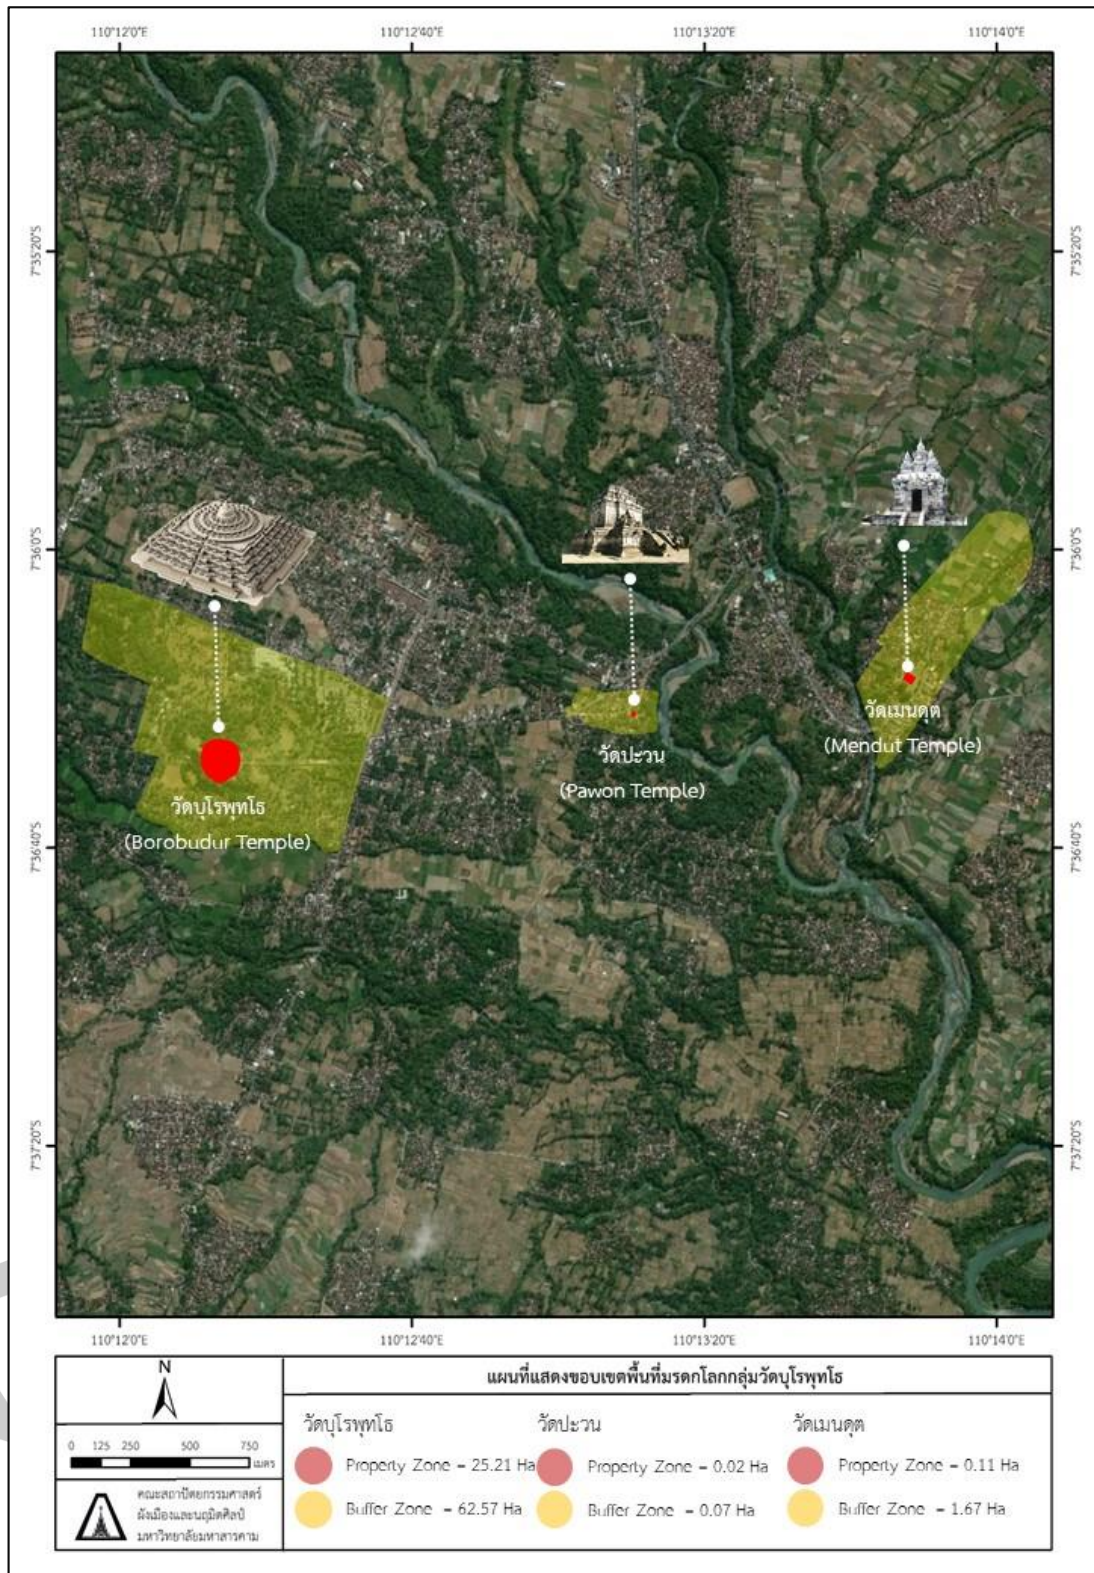 110°12'0"E 110°12'40"E 110°13'20"E 110°14'0"E
7°35'20"S 7°35'20"S
7°36'0"S 7°36'0"S
วัดเมนดุต
(Mendut Temple)
วัดปะวน
(Pawon Temple)
วัดบุโรพุทโธ
(Borobudur Temple)
7°36'40"S 7°36'40"S
7°37'20"S 7°37'20"S
110°12'0"E 110°12'40"E 110°13'20"E 110°14'0"E
N
0 125 250 500 750
เมตร
คณะสถาปัตยกรรมศาสตร์
ผังเมืองและนฤมิตศิลป์
มหาวิทยาลัยมหาสารคาม
แผนที่แสดงขอบเขตพื้นที่มรดกโลกกลุ่มวัดบุโรพุทโธ
วัดบุโรพุทโธ วัดปะวน วัดเมนดุต
Property Zone = 25.21 Ha Property Zone = 0.02 Ha Property Zone = 0.11 Ha
Buffer Zone = 62.57 Ha Buffer Zone = 0.07 Ha Buffer Zone = 1.67 Ha